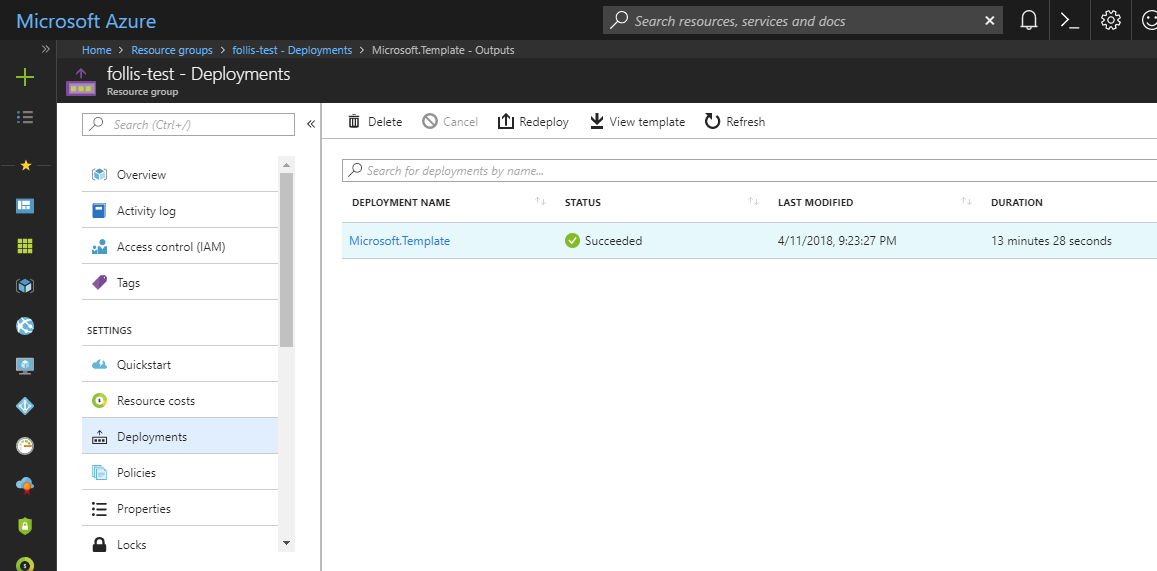 Microsoft Azure
Search resources, services and docs
Home > Resource groups > follis-test - Deployments > Microsoft.Template - Outputs
follis-test - Deployments
Resource group
Search (Ctrl+/)
Overview
Activity log
Access control (IAM)
Tags
SETTINGS
Quickstart
Resource costs
Deployments
Policies
Properties
Locks
Delete Cancel Redeploy View template Refresh
Search for deployments by name...
DEPLOYMENT NAME STATUS LAST MODIFIED DURATION
Microsoft.Template Succeeded 4/11/2018, 9:23:27 PM 13 minutes 28 seconds